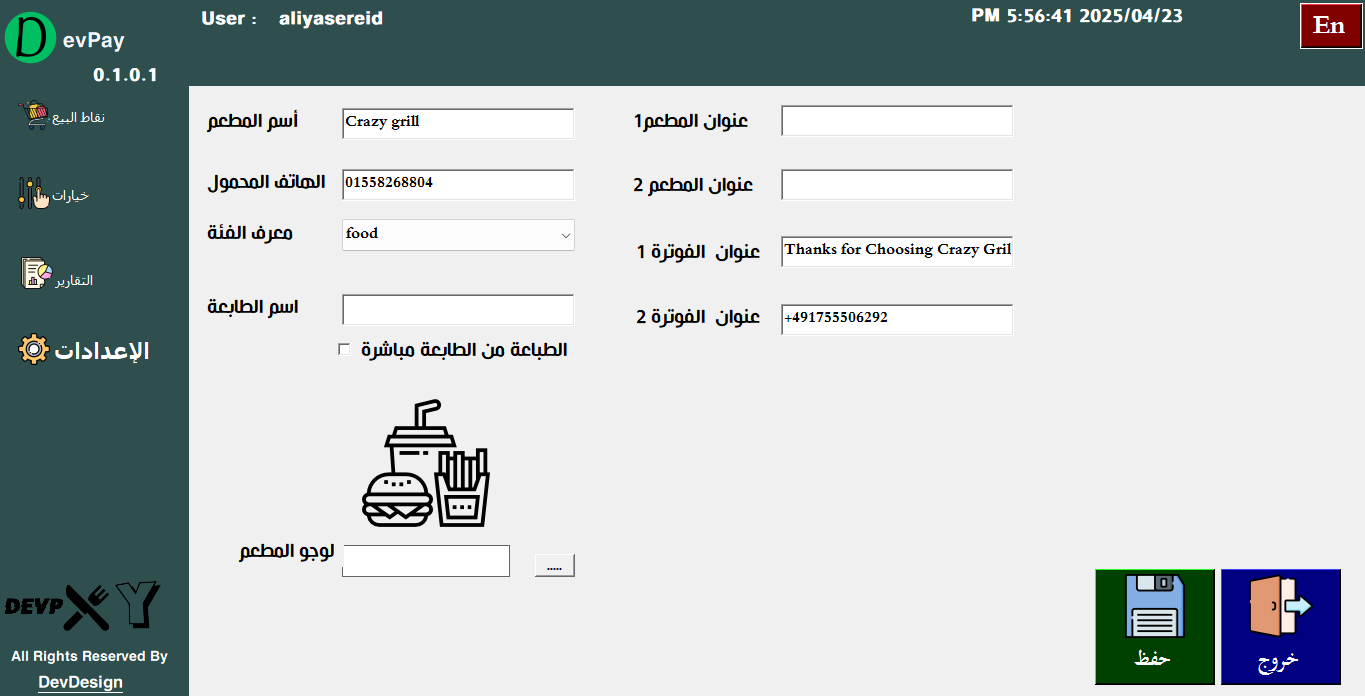 D evPay
0.1.0.1
User : aliyasereid
PM 5:56:41 2025/04/23
En
نقاط البيع
خيارات
التقارير
الإعدادات
أسم المطعم
Crazy grill
الهاتف المحمول
01558268804
معرف الفئة
food
اسم الطابعة
الطباعة من الطابعة مباشرة
لوجو المطعم
.....
عنوان المطعم1
عنوان المطعم 2
عنوان الفوترة 1
Thanks for Choosing Crazy Gril
عنوان الفوترة 2
+491755506292
حفظ
خروج
DEVP X Y
All Rights Reserved By
DevDesign